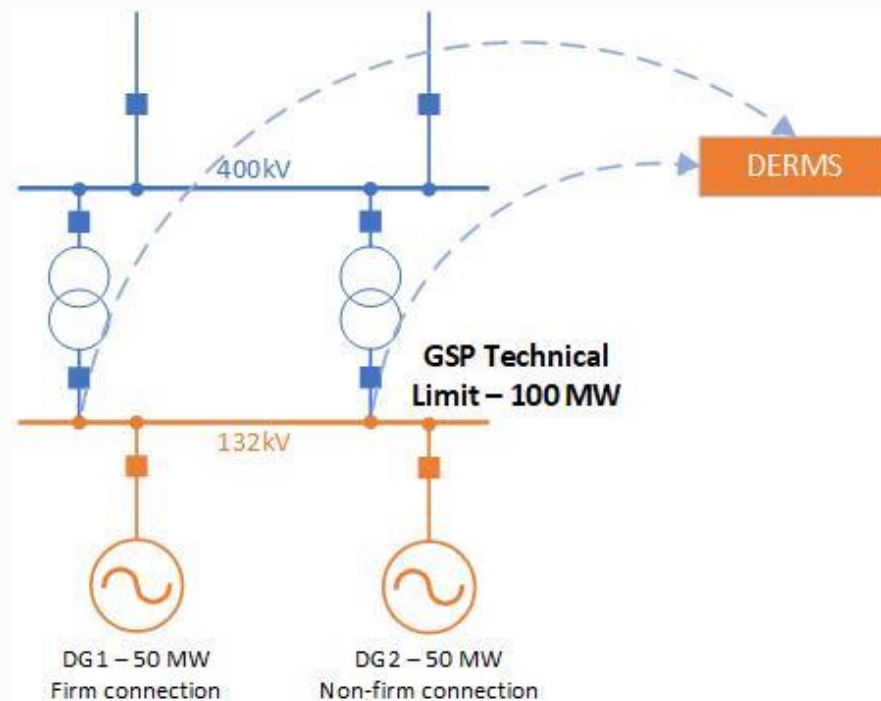 400kV
DERMS
GSP Technical
Limit – 100 MW
132kV
DG1 – 50 MW
Firm connection
DG2 – 50 MW
Non-firm connection